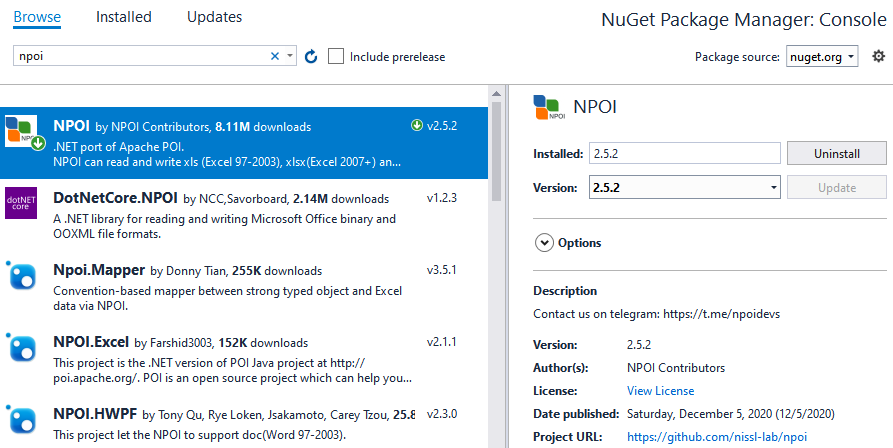 Browse Installed Updates NuGet Package Manager: Console
npoi Include prerelease Package source: nuget.org
NPOI
NPOI by NPOI Contributors, 8.11M downloads v2.5.2
.NET port of Apache POI.
NPOI can read and write xls (Excel 97-2003), xlsx(Excel 2007+) an...
dotNET
core
DotNetCore.NPOI by NCC,Savorboard, 2.14M downloads v1.2.3
A .NET library for reading and writing Microsoft Office binary and
OOXML file formats.
Npoi.Mapper by Donny Tian, 255K downloads v3.5.1
Convention-based mapper between strong typed object and Excel
data via NPOI.
NPOI.Excel by Farshid3003, 152K downloads v2.1.1
This project is the .NET version of POI Java project at http://
poi.apache.org/. POI is an open source project which can help you...
NPOI.HWPF by Tony Qu, Rye Loken, Jsakamoto, Carey Tzou, 25.8 v2.3.0
This project let the NPOI to support doc(Word 97-2003).
NPOI NPOI
Installed: 2.5.2 Uninstall
Version: 2.5.2 Update
Options
Description
Contact us on telegram: https://t.me/npoidevs
Version: 2.5.2
Author(s): NPOI Contributors
License: View License
Date published: Saturday, December 5, 2020 (12/5/2020)
Project URL: https://github.com/nissl-lab/npoi